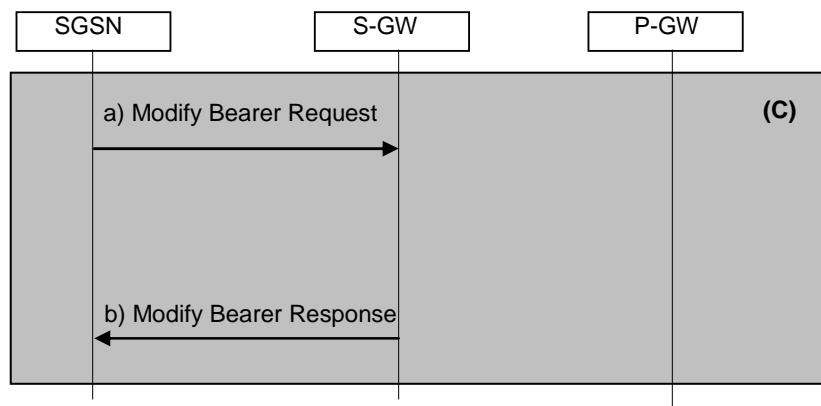 SGSN
S-GW
P-GW
(C)
a) Modify Bearer Request
b) Modify Bearer Response